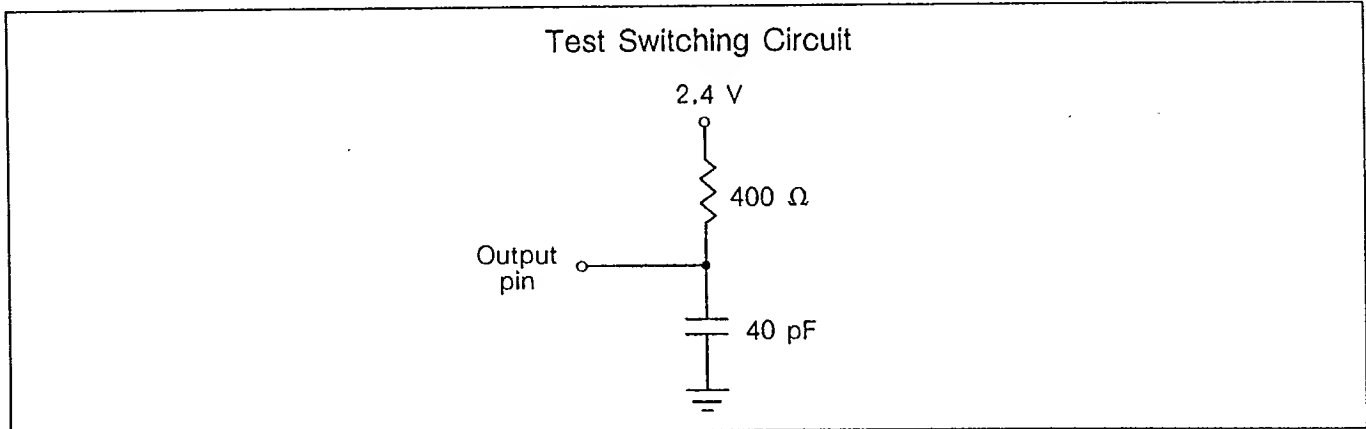 Test Switching Circuit
2.4 V
400 Ω
Output
pin
40 pF